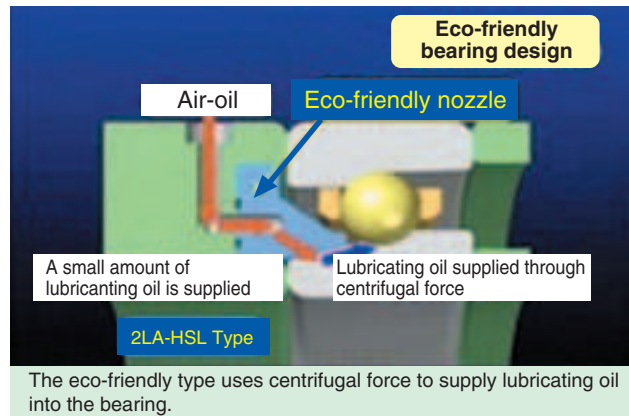 Eco-friendly
bearing design
Air-oil
Eco-friendly nozzle
A small amount of
lubricanting oil is supplied
Lubricating oil supplied through
centrifugal force
2LA-HSL Type
The eco-friendly type uses centrifugal force to supply lubricating oil
into the bearing.